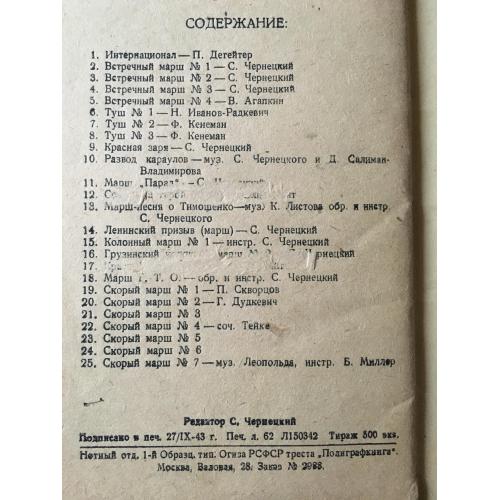 СОДЕРЖАНИЕ:
1. Интернационал — П. Дегейтер
2. Встречный марш № 1 — С. Чернецкий
3. Встречный марш № 2 — С. Чернецкий
4. Встречный марш № 3 — С. Чернецкий
5. Встречный марш № 4 — В. Агапкин
6. Туш № 1 — Н. Иванов-Радкевич
7. Туш № 2 — Ф. Кенеман
8. Туш № 3 — Ф. Кенеман
9. Красная заря — С. Чернецкий
10. Развод караулов — муз. С. Чернецкого и Д. Салиман-
Владимирова
11. Марш „Парад" — С.
12.
13. Марш-песня о Тимошенко — муз. К. Листова обр. и инстр.
С. Чернецкого
14. Ленинский призыв (марш) — С. Чернецкий
15. Колонный марш № 1 — инстр. С. Чернецкий
16. Грузинский
17.
18. Марш Г. Т. О. — обр. и инстр. С. Чернецкий
19. Скорый марш № 1 — П. Скворцов
20. Скорый марш № 2 — Г. Дудкевич
21. Скорый марш № 3
22. Скорый марш № 4 — соч. Тейке
23. Скорый марш № 5
24. Скорый марш № 6
25. Скорый марш № 7 — муз. Леопольда, инстр. Б. Миллер
Редактор С. Чернецкий
Подписано в печ. 27/IX-43 г. Печ. л. 62 Л150342 Тираж 500 экз.
Нотный отд. 1-й Образц. тип. Огиза РСФСР треста „Полиграфкнига".
Москва, Валовая, 28. Заказ № 2988.